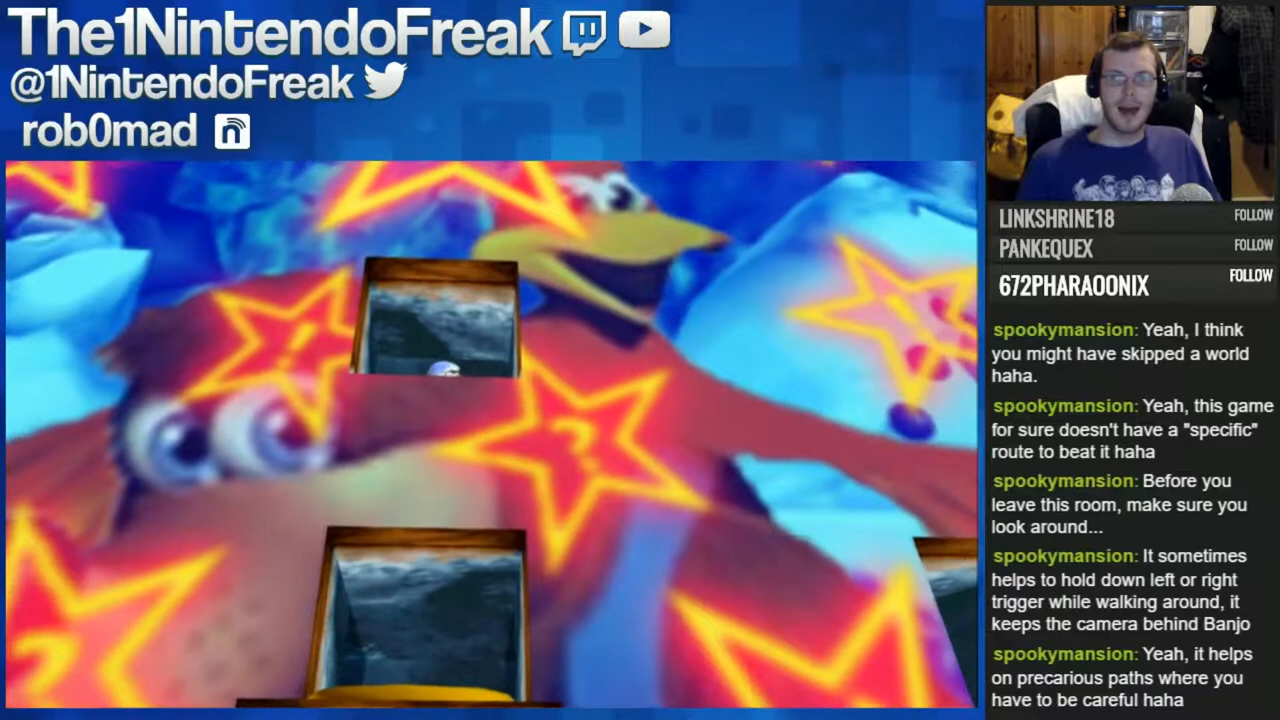 The1NintendoFreak
@1NintendoFreak
rob0mad
LINKSHRINE18 FOLLOW
PANKEQUEX FOLLOW
672PHARAOONIX FOLLOW
spookymansion: Yeah, I think
you might have skipped a world
haha.
spookymansion: Yeah, this game
for sure doesn't have a "specific"
route to beat it haha
spookymansion: Before you
leave this room, make sure you
look around...
spookymansion: It sometimes
helps to hold down left or right
trigger while walking around, it
keeps the camera behind Banjo
spookymansion: Yeah, it helps
on precarious paths where you
have to be careful haha